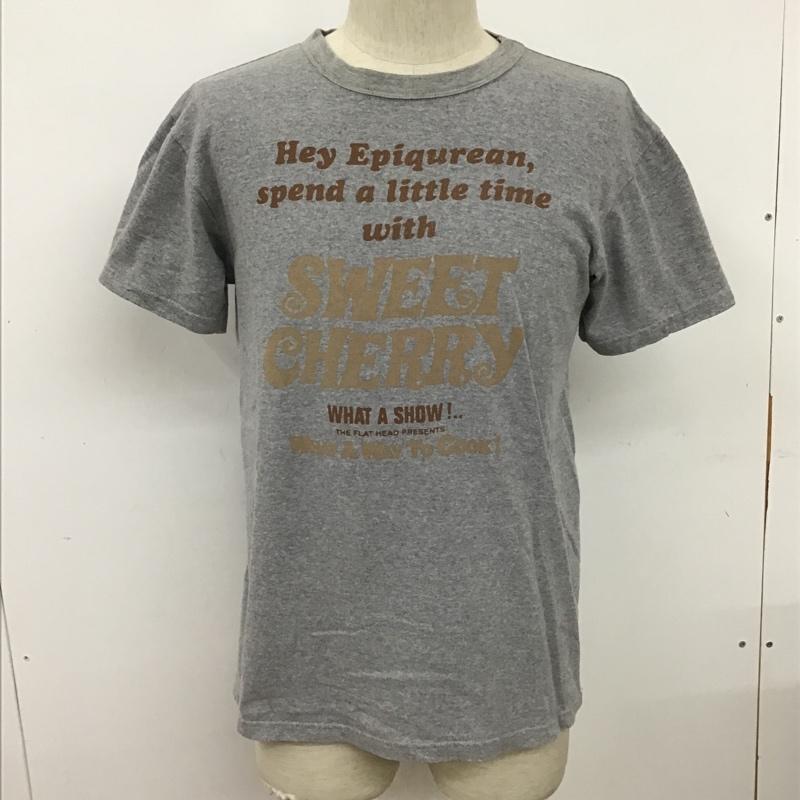 Hey Epiqurean,
spend a little time
with
SWEET
CHERRY
WHAT A SHOW!..
THE FLAT HEAD PRESENTS
What A Way To Cook!